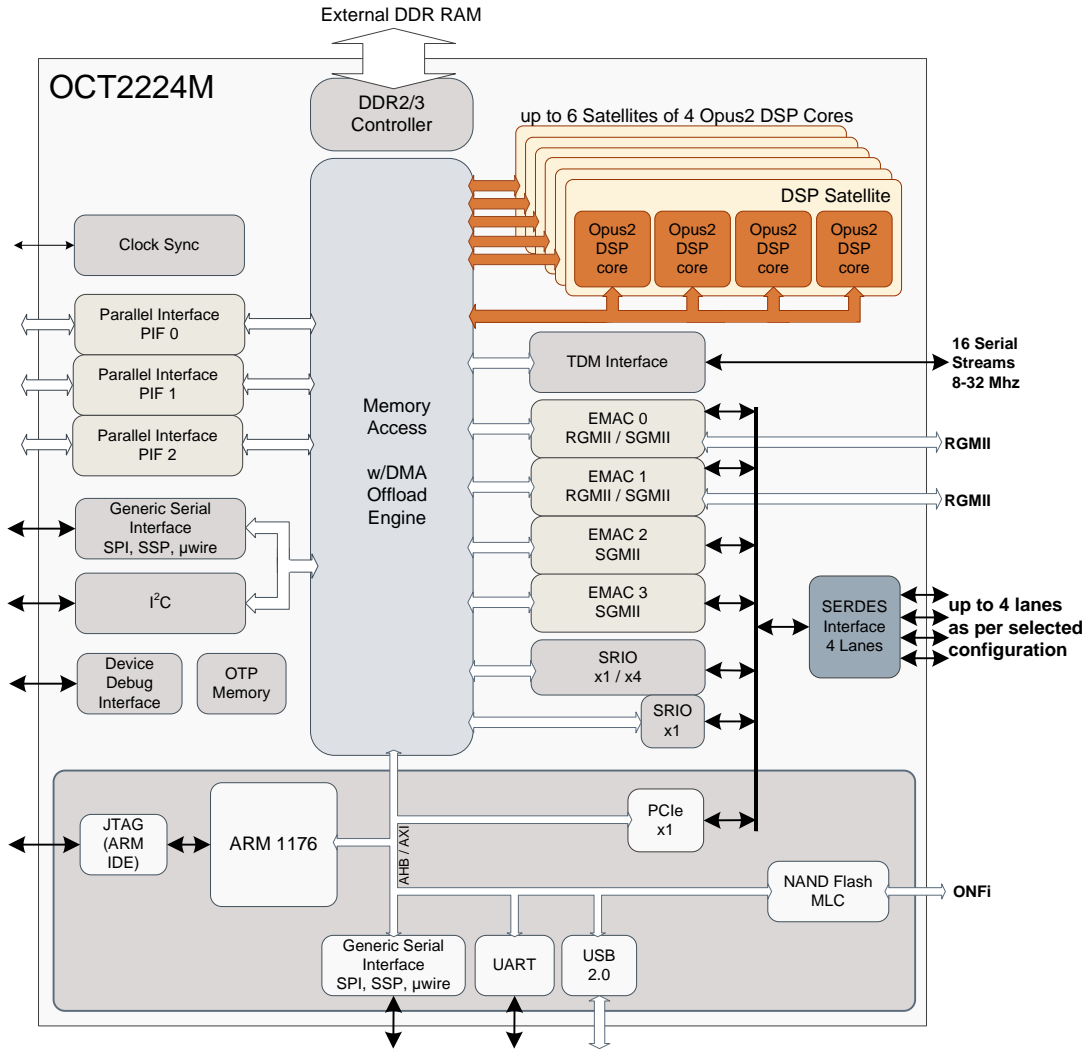 External DDR RAM
OCT2224M
DDR2/3
Controller
up to 6 Satellites of 4 Opus2 DSP Cores
DSP Satellite
Opus2
DSP
core
Opus2
DSP
core
Opus2
DSP
core
Opus2
DSP
core
Clock Sync
Parallel Interface
PIF 0
Parallel Interface
PIF 1
Parallel Interface
PIF 2
Generic Serial
Interface
SPI, SSP, μwire
I²C
Device
Debug
Interface
OTP
Memory
Memory
Access
w/DMA
Offload
Engine
TDM Interface
16 Serial
Streams
8-32 Mhz
EMAC 0
RGMII / SGMII
RGMII
EMAC 1
RGMII / SGMII
RGMII
EMAC 2
SGMII
EMAC 3
SGMII
SRIO
x1 / x4
SRIO
x1
SERDES
Interface
4 Lanes
up to 4 lanes
as per selected
configuration
JTAG
(ARM
IDE)
ARM 1176
AHB / AXI
PCIe
x1
NAND Flash
MLC
ONFi
Generic Serial
Interface
SPI, SSP, μwire
UART
USB
2.0